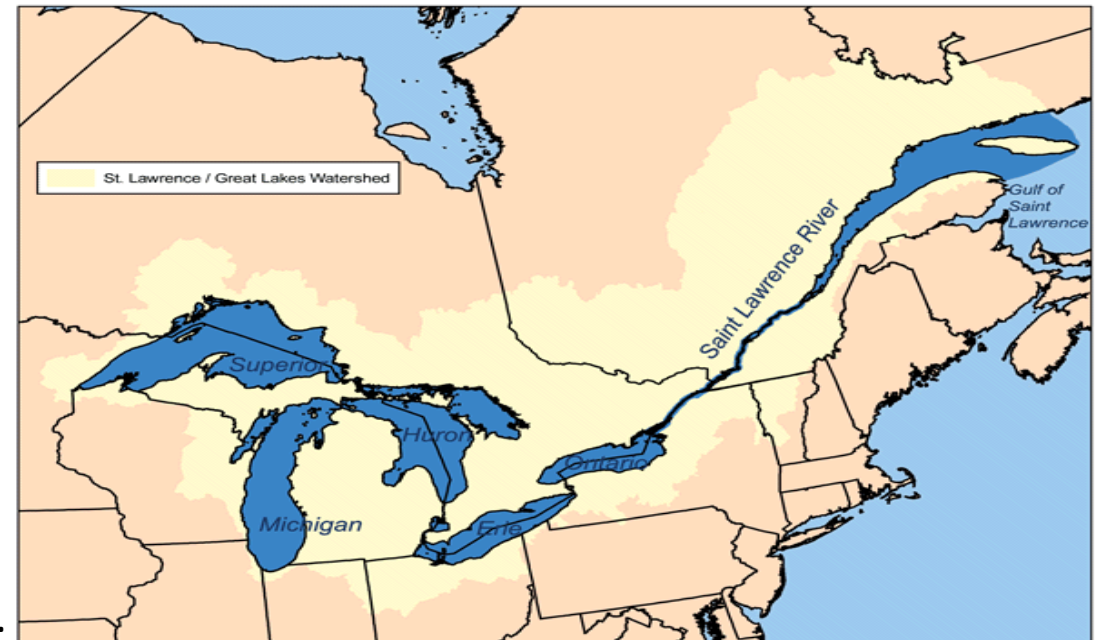 St. Lawrence / Great Lakes Watershed
Gulf of
Saint
Lawrence
Saint Lawrence River
Superior
Huron
Ontario
Michigan
Erie